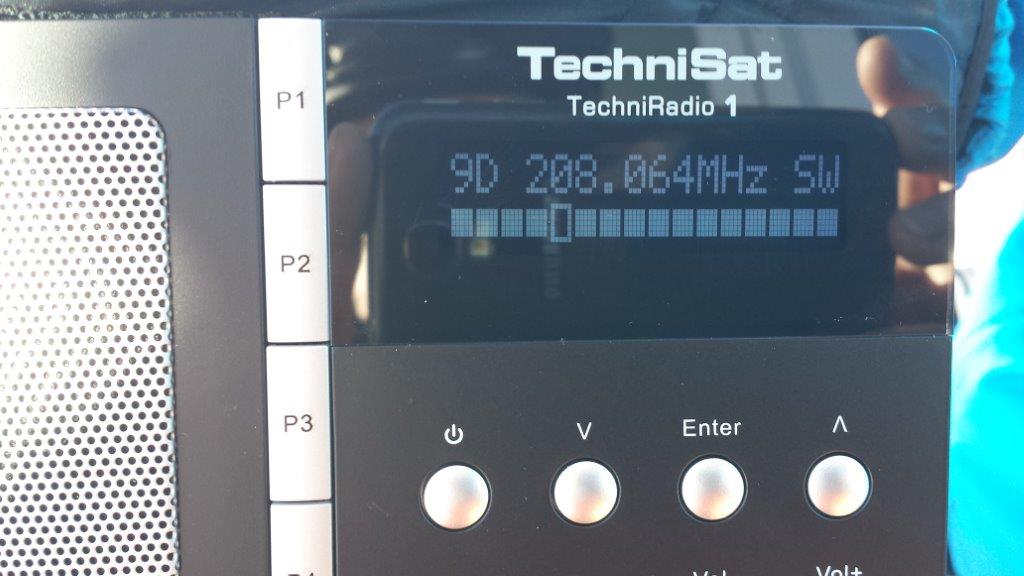 TechniSat
TechniRadio 1
9D 208.064MHz SW
P1
P2
P3
V
Enter
Λ
Vol+